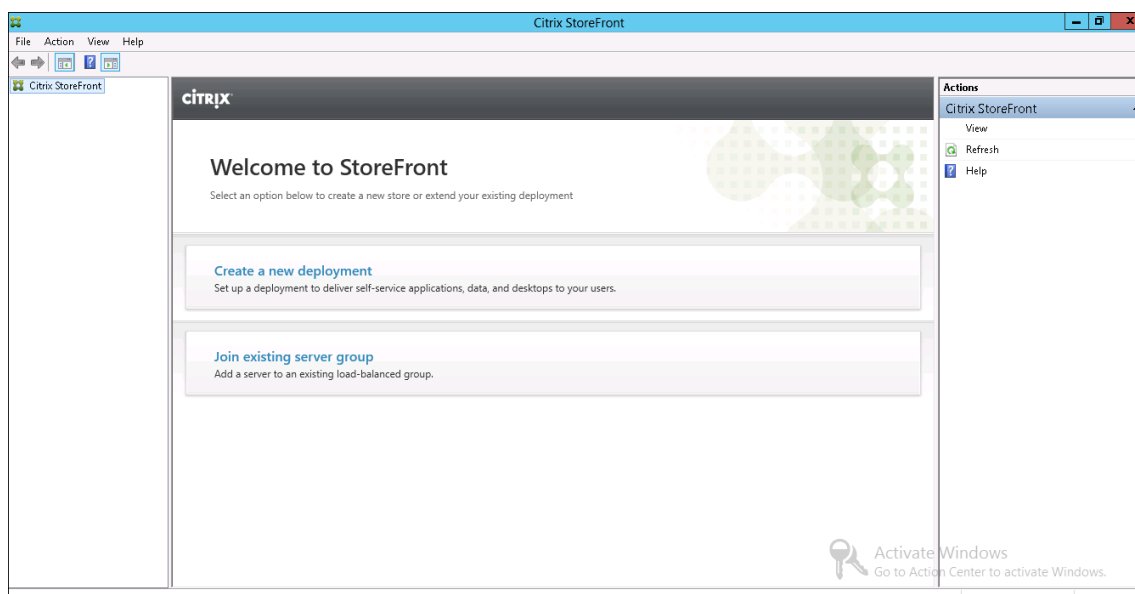 Citrix StoreFront
File Action View Help
Citrix StoreFront
CİTRIX
Welcome to StoreFront
Select an option below to create a new store or extend your existing deployment
Create a new deployment
Set up a deployment to deliver self-service applications, data, and desktops to your users.
Join existing server group
Add a server to an existing load-balanced group.
Actions
Citrix StoreFront
View
Refresh
Help
Activate Windows
Go to Action Center to activate Windows.